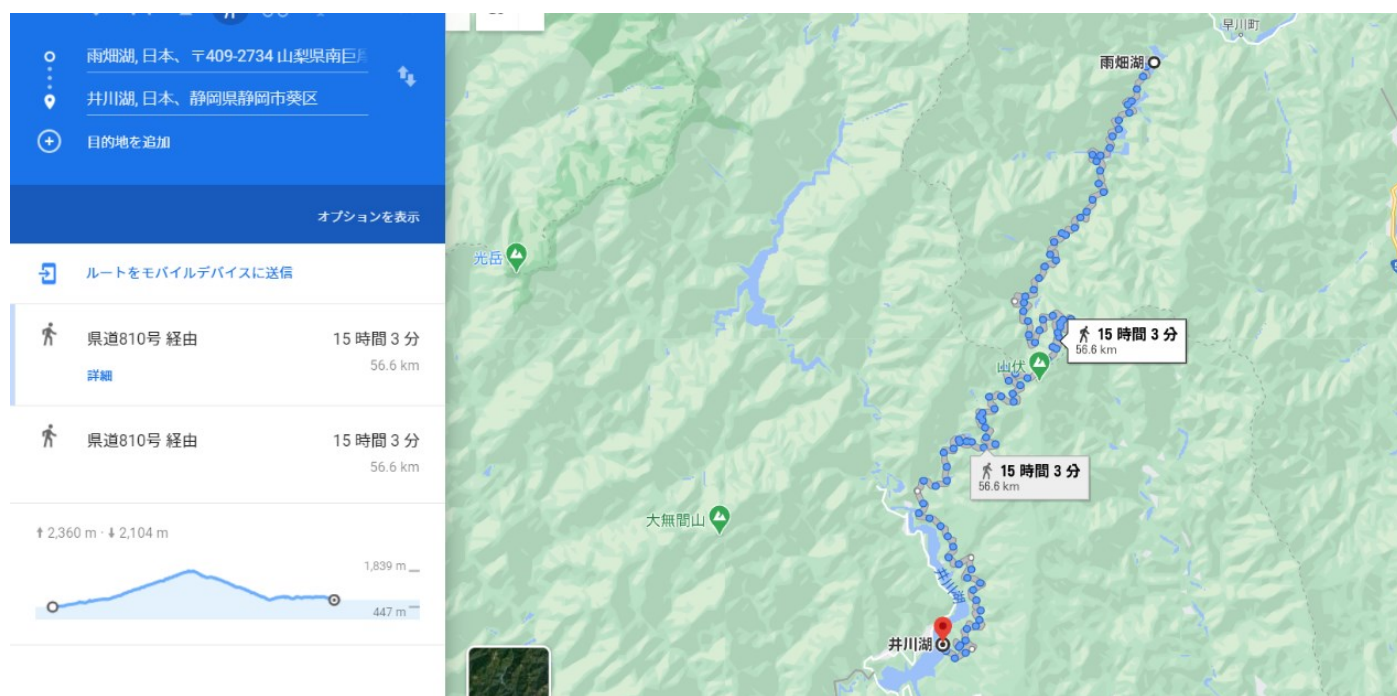 雨畑湖, 日本、〒409-2734 山梨県南巨
井川湖, 日本、静岡県静岡市葵区
目的地を追加
オプションを表示
ルートをモバイルデバイスに送信
県道810号 経由
15 時間 3 分
56.6 km
詳細
県道810号 経由
15 時間 3 分
56.6 km
2,360 m · 2,104 m
1,839 m
447 m
早川町
雨畑湖
光岳
15 時間 3 分
56.6 km
山伏
15 時間 3 分
56.6 km
大無間山
井川湖
井川湖